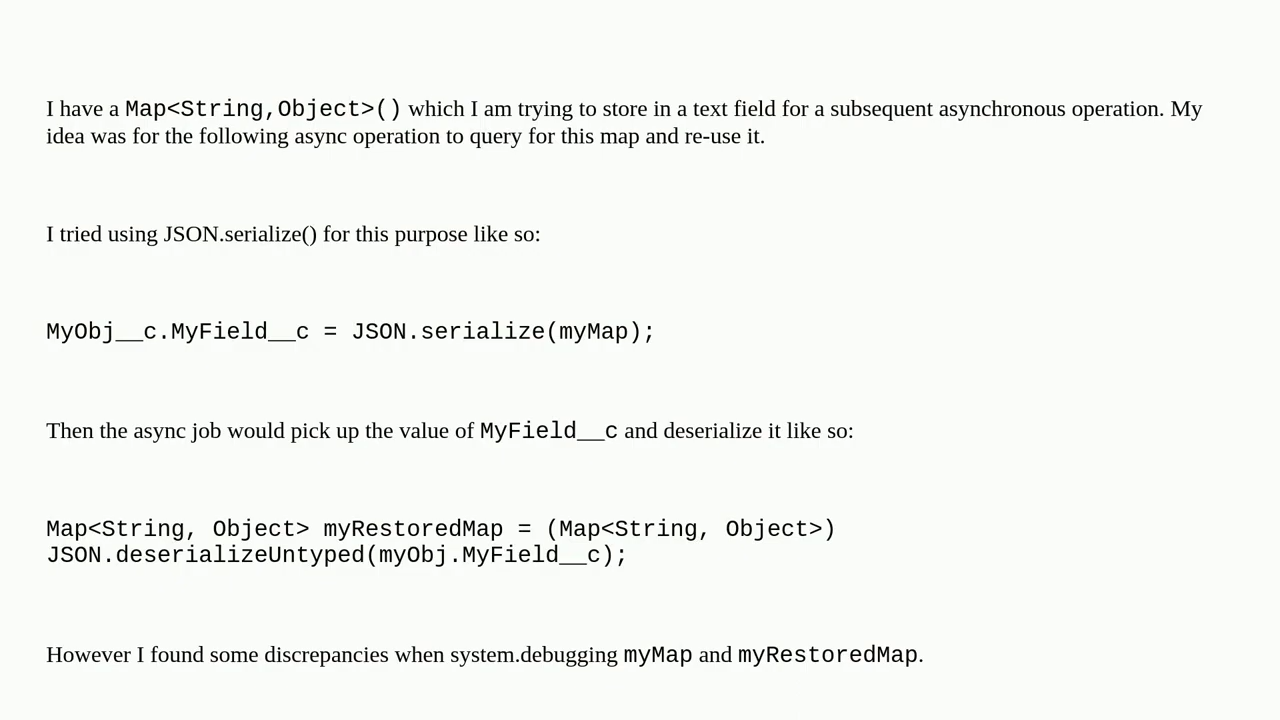 I have a Map<String,Object>() which I am trying to store in a text field for a subsequent asynchronous operation. My
idea was for the following async operation to query for this map and re-use it.
I tried using JSON.serialize() for this purpose like so:
MyObj__c.MyField__c = JSON.serialize(myMap);
Then the async job would pick up the value of MyField__c and deserialize it like so:
Map<String, Object> myRestoredMap = (Map<String, Object>)
JSON.deserializeUntyped(myObj.MyField__c);
However I found some discrepancies when system.debugging myMap and myRestoredMap.